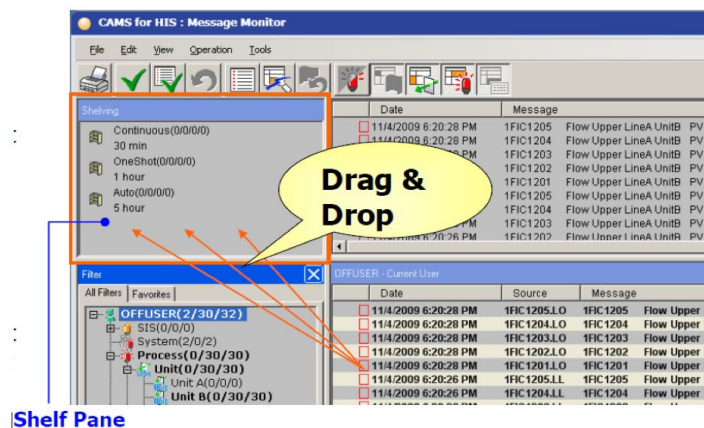 CAMS for HIS : Message Monitor
File Edit View Operation Tools
Shelving
Continuous(0/0/0/0)
30 min
OneShot(0/0/0/0)
1 hour
Auto(0/0/0/0)
5 hour
Date Message
11/4/2009 6:20:28 PM 1FIC1205 Flow Upper LineA UnitB PV
11/4/2009 6:20:28 PM 1FIC1204 Flow Upper LineA UnitB PV
11/4/2009 6:20:28 PM 1FIC1203 Flow Upper LineA UnitB PV
1FIC1202 Flow Upper LineA UnitB PV
1FIC1201 Flow Upper LineA UnitB PV
1FIC1205 Flow Upper LineA UnitB PV
1FIC1204 Flow Upper LineA UnitB PV
PM 1FIC1203 Flow Upper LineA UnitB PV
6:20:26 PM 1FIC1202 Flow Upper LineA UnitB PV
Drag &
Drop
Filter
All Filters Favorites
OFFUSER(2/30/32)
SIS(0/0/0)
System(2/0/2)
Process(0/30/30)
Unit(0/30/30)
Unit A(0/0/0)
Unit B(0/30/30)
OFFUSER - Current User
Date Source Message
11/4/2009 6:20:28 PM 1FIC1205.LO 1FIC1205 Flow Upper
11/4/2009 6:20:28 PM 1FIC1204.LO 1FIC1204 Flow Upper
11/4/2009 6:20:28 PM 1FIC1203.LO 1FIC1203 Flow Upper
11/4/2009 6:20:28 PM 1FIC1202.LO 1FIC1202 Flow Upper
11/4/2009 6:20:28 PM 1FIC1201.LO 1FIC1201 Flow Upper
11/4/2009 6:20:26 PM 1FIC1205.LL 1FIC1205 Flow Upper
11/4/2009 6:20:26 PM 1FIC1204.LL 1FIC1204 Flow Upper
Shelf Pane